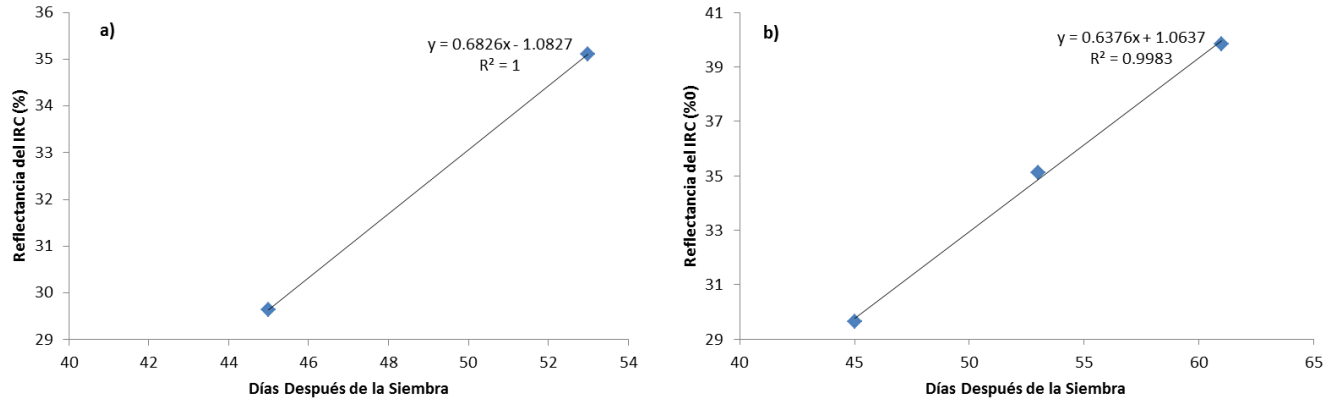 a)
y = 0.6826x - 1.0827
R² = 1
Reflectancia del IRC (%)
36
35
34
33
32
31
30
29
40 42 44 46 48 50 52 54
Días Después de la Siembra
b)
y = 0.6376x + 1.0637
R² = 0.9983
Reflectancia del IRC (%0)
41
39
37
35
33
31
29
40 45 50 55 60 65
Días Después de la Siembra